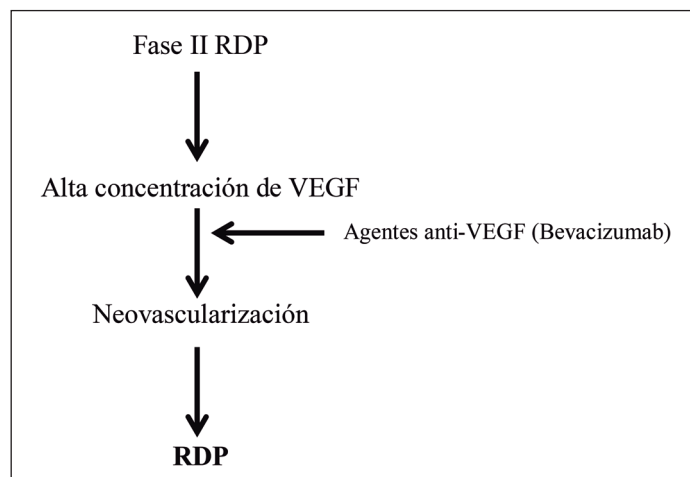 Fase II RDP
Alta concentración de VEGF
Agentes anti-VEGF (Bevacizumab)
Neovascularización
RDP